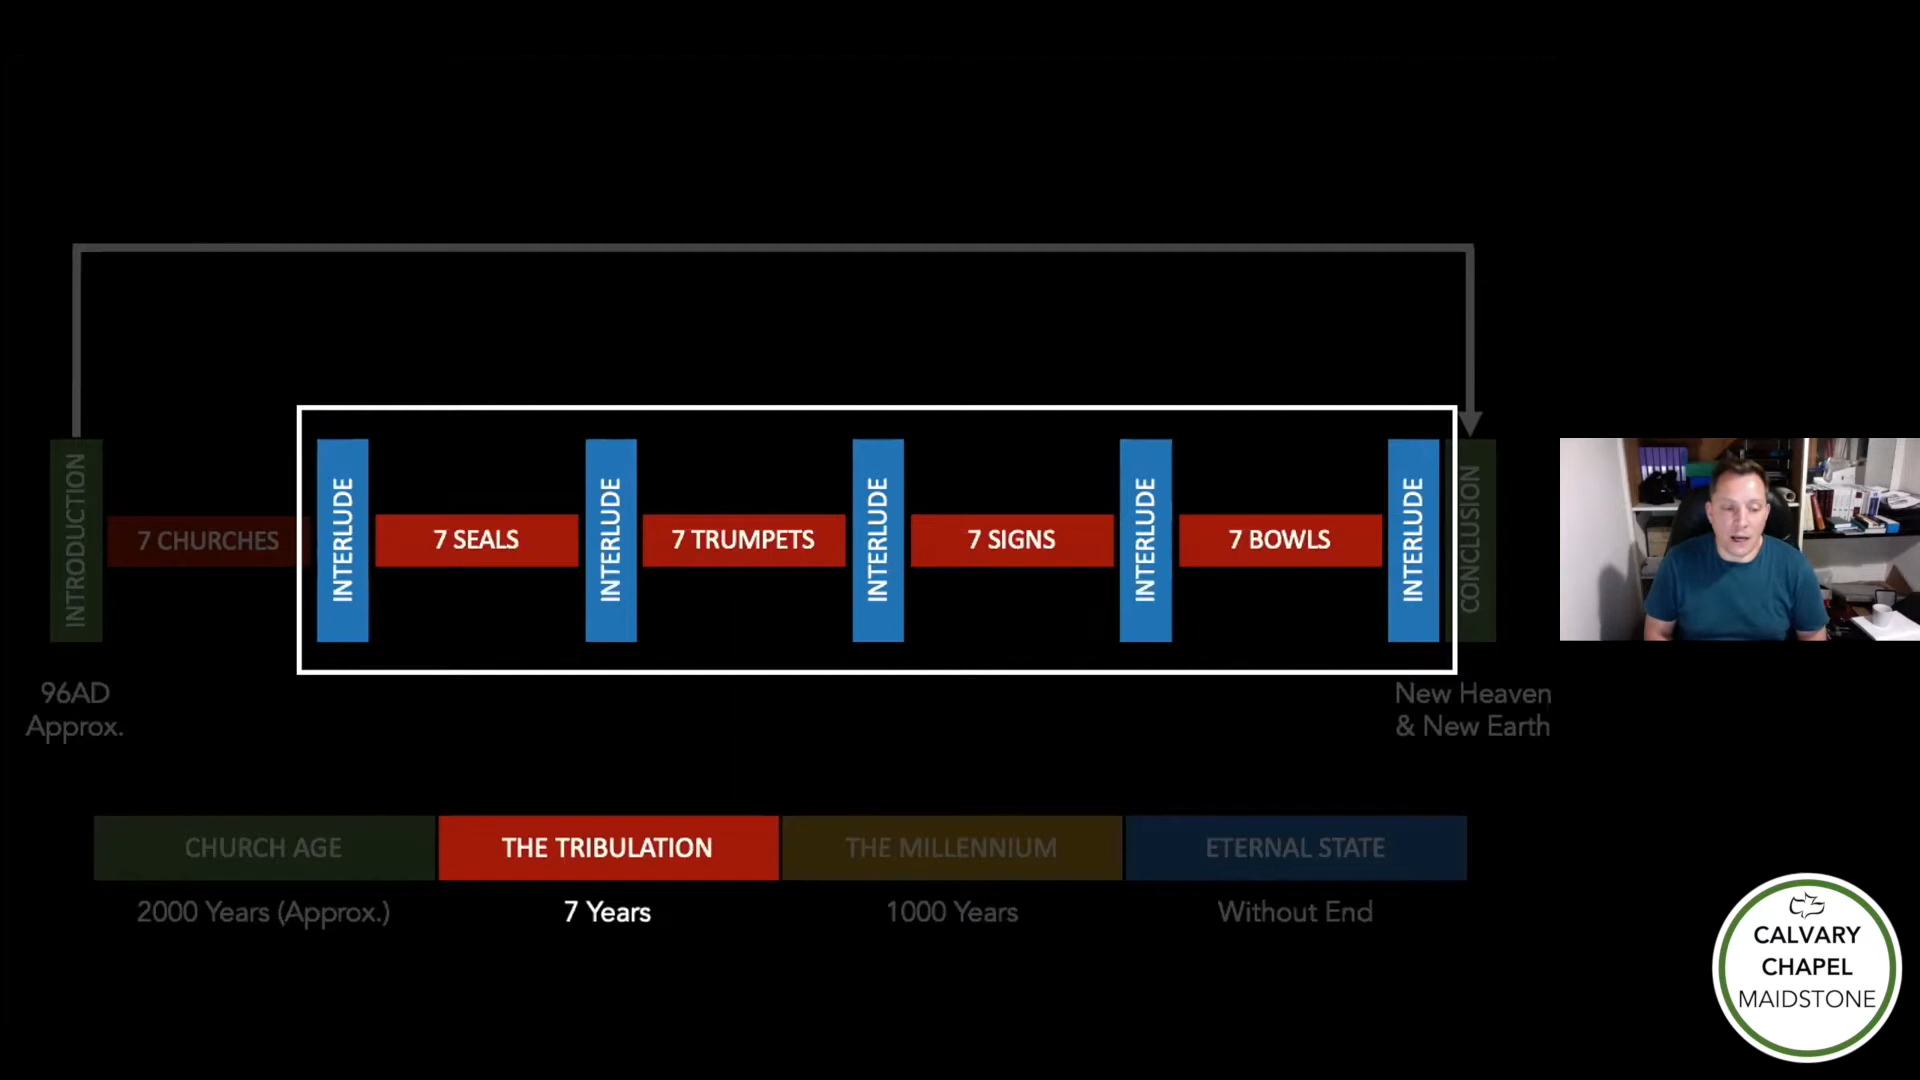 INTRODUCTION
7 CHURCHES
INTERLUDE
7 SEALS
INTERLUDE
7 TRUMPETS
INTERLUDE
7 SIGNS
INTERLUDE
7 BOWLS
INTERLUDE
CONCLUSION
96AD
Approx.
New Heaven
& New Earth
CHURCH AGE
THE TRIBULATION
THE MILLENNIUM
ETERNAL STATE
2000 Years (Approx.)
7 Years
1000 Years
Without End
CALVARY
CHAPEL
MAIDSTONE